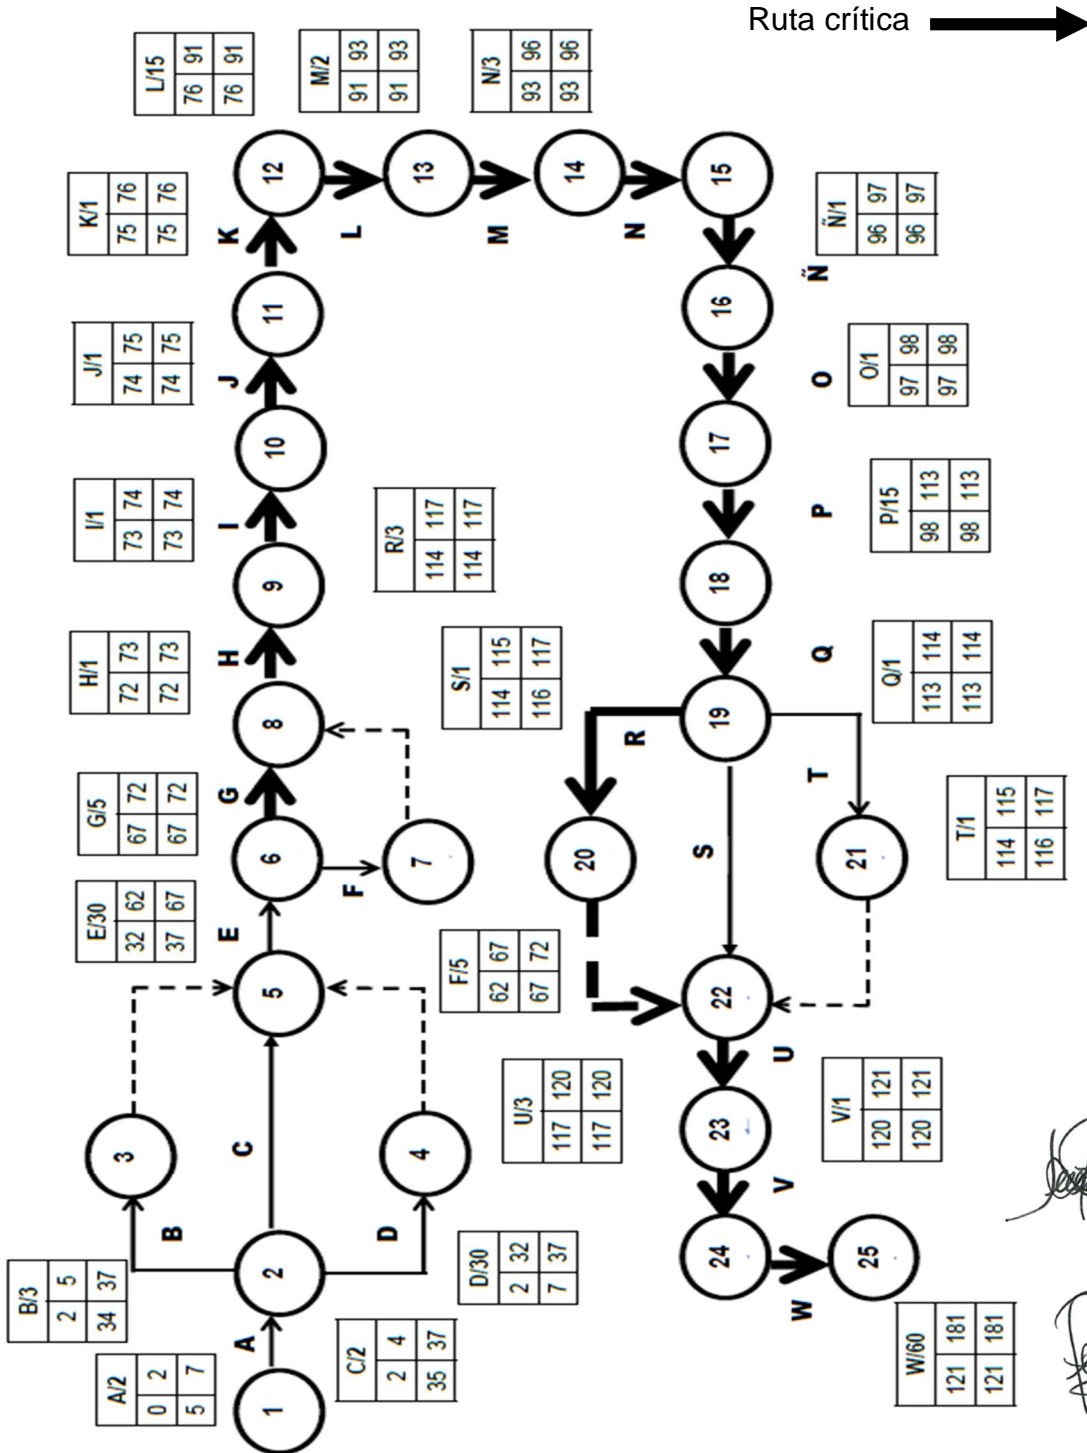 Ruta crítica
A/2
0 2
5 7
B/3
2 5
34 37
C/2
2 4
35 37
D/30
2 32
7 37
E/30
32 62
37 67
F/5
62 67
67 72
G/5
67 72
67 72
H/1
72 73
72 73
I/1
73 74
73 74
J/1
74 75
74 75
K/1
75 76
75 76
L/15
76 91
76 91
M/2
91 93
91 93
N/3
93 96
93 96
Ñ/1
96 97
96 97
O/1
97 98
97 98
P/15
98 113
98 113
Q/1
113 114
113 114
R/3
114 117
114 117
S/1
114 115
116 117
T/1
114 115
116 117
U/3
117 120
117 120
V/1
120 121
120 121
W/60
121 181
121 181
1
A
2
B
3
C
D
4
5
E
6
F
7
G
8
H
9
I
10
J
11
K
12
L
13
M
14
N
15
Ñ
16
O
17
P
18
Q
19
R
20
S
T
21
22
U
23
V
24
W
25